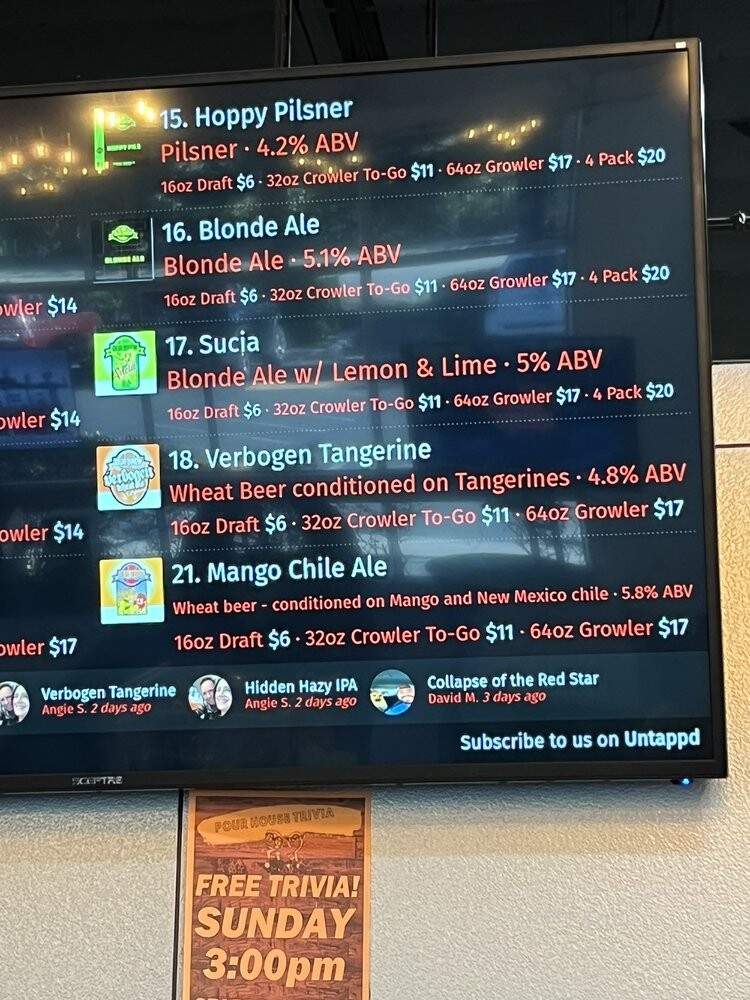 15. Hoppy Pilsner
Pilsner · 4.2% ABV
16oz Draft $6 · 32oz Crowler To-Go $11 · 64oz Growler $17 · 4 Pack $20
16. Blonde Ale
Blonde Ale · 5.1% ABV
16oz Draft $6 · 32oz Crowler To-Go $11 · 64oz Growler $17 · 4 Pack $20
owler $14
17. Sucia
Blonde Ale w/ Lemon & Lime · 5% ABV
16oz Draft $6 · 32oz Crowler To-Go $11 · 64oz Growler $17 · 4 Pack $20
owler $14
18. Verbogen Tangerine
Wheat Beer conditioned on Tangerines · 4.8% ABV
16oz Draft $6 · 32oz Crowler To-Go $11 · 64oz Growler $17
owler $14
21. Mango Chile Ale
Wheat beer - conditioned on Mango and New Mexico chile · 5.8% ABV
16oz Draft $6 · 32oz Crowler To-Go $11 · 64oz Growler $17
owler $17
Verbogen Tangerine
Angie S. 2 days ago
Hidden Hazy IPA
Angie S. 2 days ago
Collapse of the Red Star
David M. 3 days ago
Subscribe to us on Untappd
SCEPTRE
POUR HOUSE TRIVIA
FREE TRIVIA!
SUNDAY
3:00pm